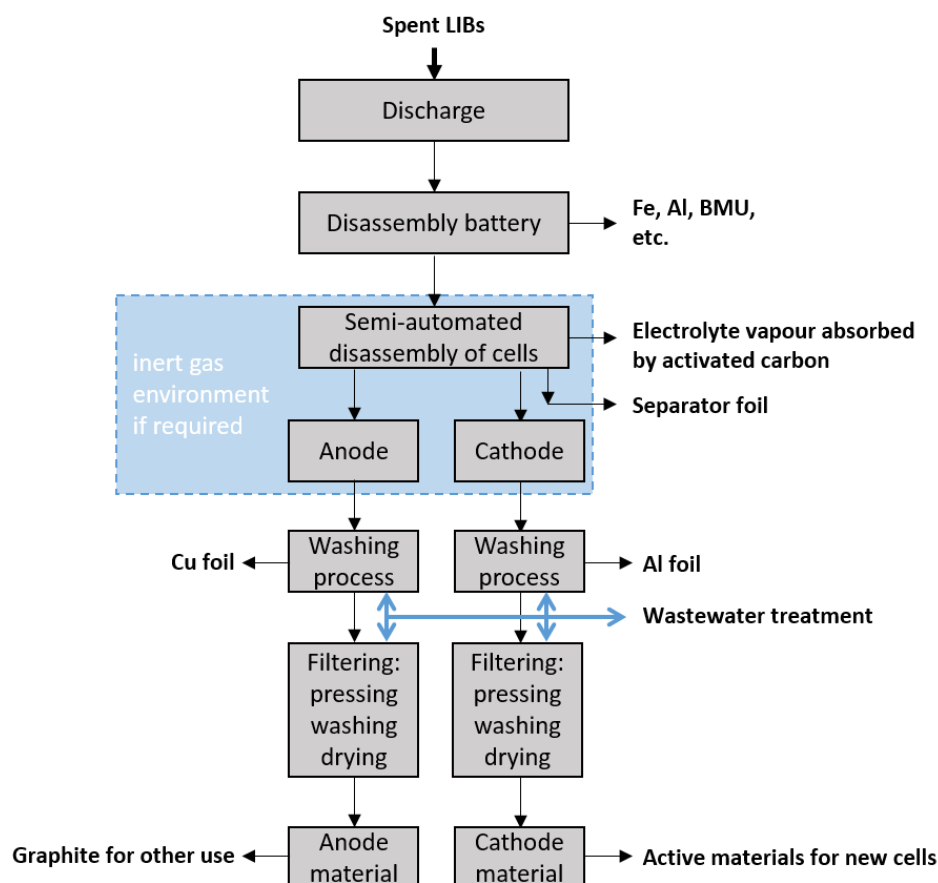 Spent LIBs
Discharge
Disassembly battery
Fe, Al, BMU,
etc.
Semi-automated
disassembly of cells
Electrolyte vapour absorbed
by activated carbon
inert gas
environment
if required
Separator foil
Anode
Cathode
Cu foil
Washing
process
Washing
process
Al foil
Wastewater treatment
Filtering:
pressing
washing
drying
Filtering:
pressing
washing
drying
Graphite for other use
Anode
material
Cathode
material
Active materials for new cells